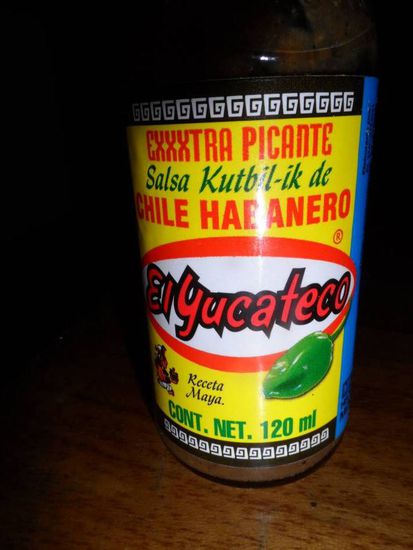 EXXXTRA PICANTE
Salsa Kutbil-ik de
CHILE HABANERO
®
El Yucateco
Receta
Maya.
CONT. NET. 120 ml